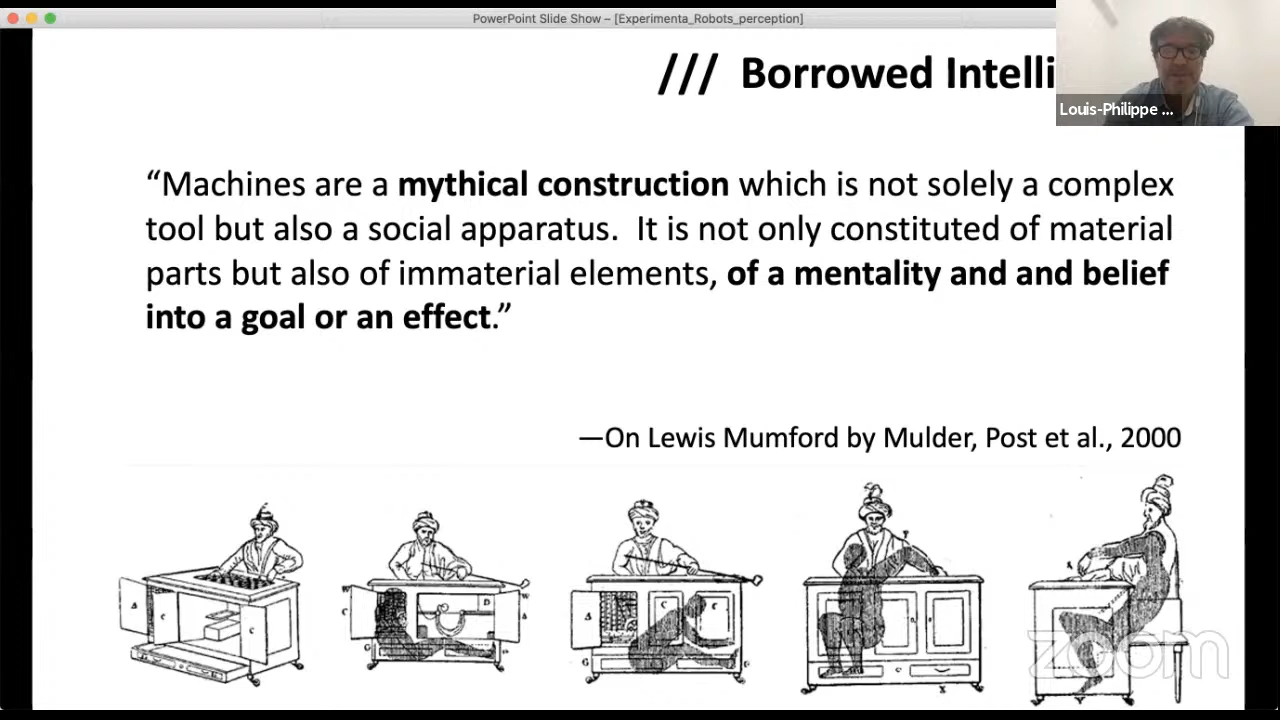 PowerPoint Slide Show – [Experimenta_Robots_perception]
/// Borrowed Intelli
Louis-Philippe ...
“Machines are a mythical construction which is not solely a complex
tool but also a social apparatus.  It is not only constituted of material
parts but also of immaterial elements, of a mentality and and belief
into a goal or an effect.”
—On Lewis Mumford by Mulder, Post et al., 2000
zoom